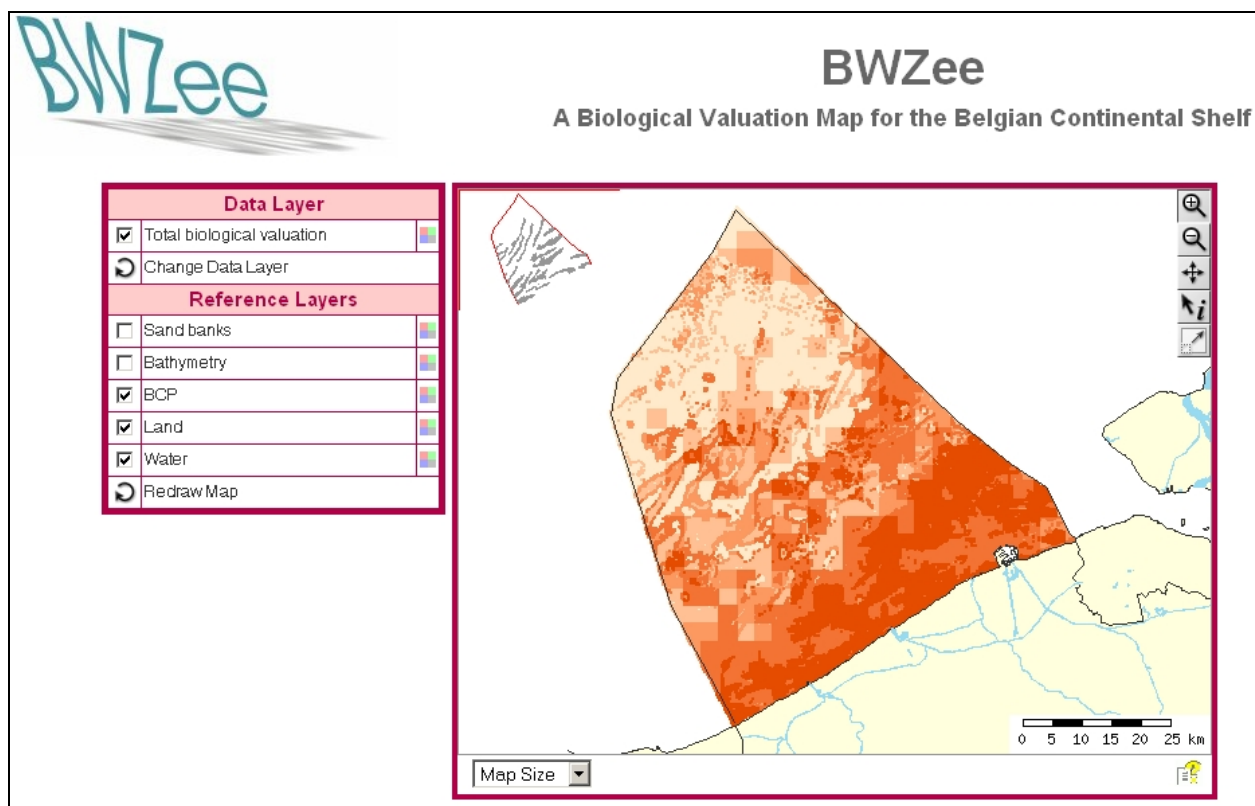 BWZee
BWZee
A Biological Valuation Map for the Belgian Continental Shelf
Data Layer
Total biological valuation
Change Data Layer
Reference Layers
Sand banks
Bathymetry
BCP
Land
Water
Redraw Map
i
0 5 10 15 20 25 km
Map Size